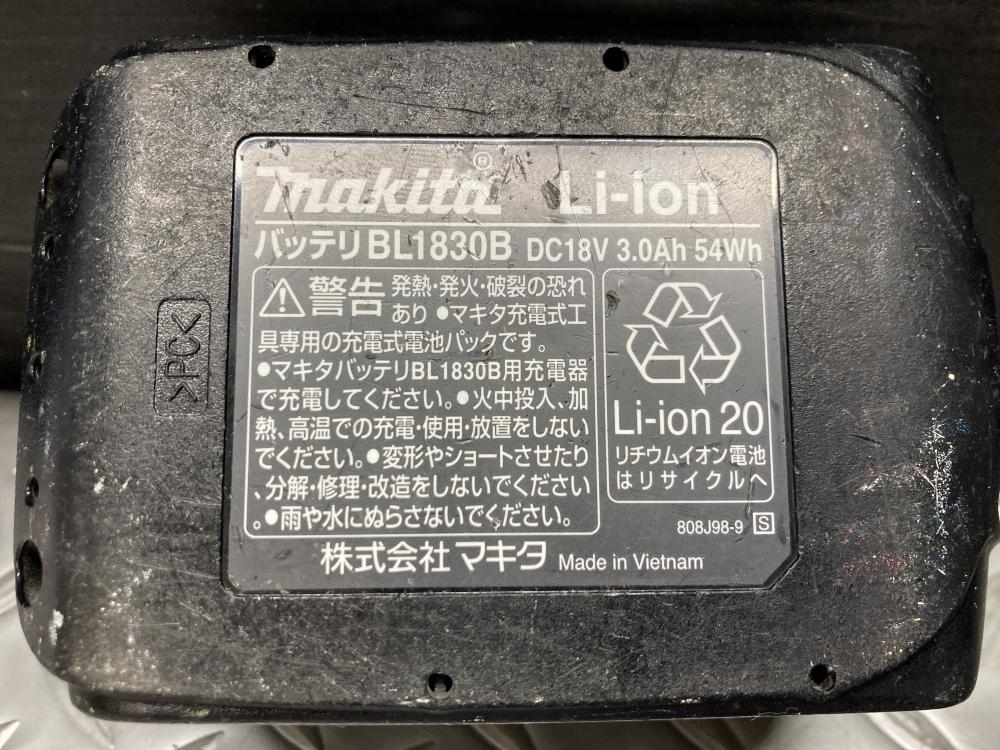 makita® Li-ion
バッテリ BL1830B DC18V 3.0Ah 54Wh
警告 発熱・発火・破裂の恐れ
あり ●マキタ充電式工
具専用の充電式電池パックです。
●マキタバッテリBL1830B用充電器
で充電してください。●火中投入、加
熱、高温での充電・使用・放置をしない
でください。●変形やショートさせたり
、分解・修理・改造をしないでください
。●雨や水にぬらさないでください。
Li-ion 20
リチウムイオン電池
はリサイクルへ
808J98-9 S
株式会社 マキタ Made in Vietnam
>PC<